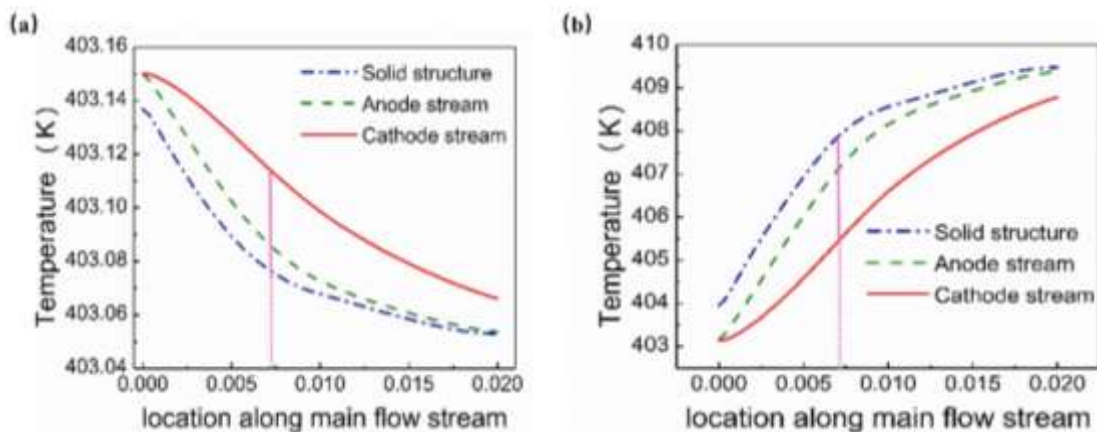 (a)
Temperature (K)
403.16
403.14
403.12
403.10
403.08
403.06
403.04
Solid structure
Anode stream
Cathode stream
0.000 0.005 0.010 0.015 0.020
location along main flow stream
(b)
Temperature (K)
410
409
408
407
406
405
404
403
Solid structure
Anode stream
Cathode stream
0.000 0.005 0.010 0.015 0.020
location along main flow stream